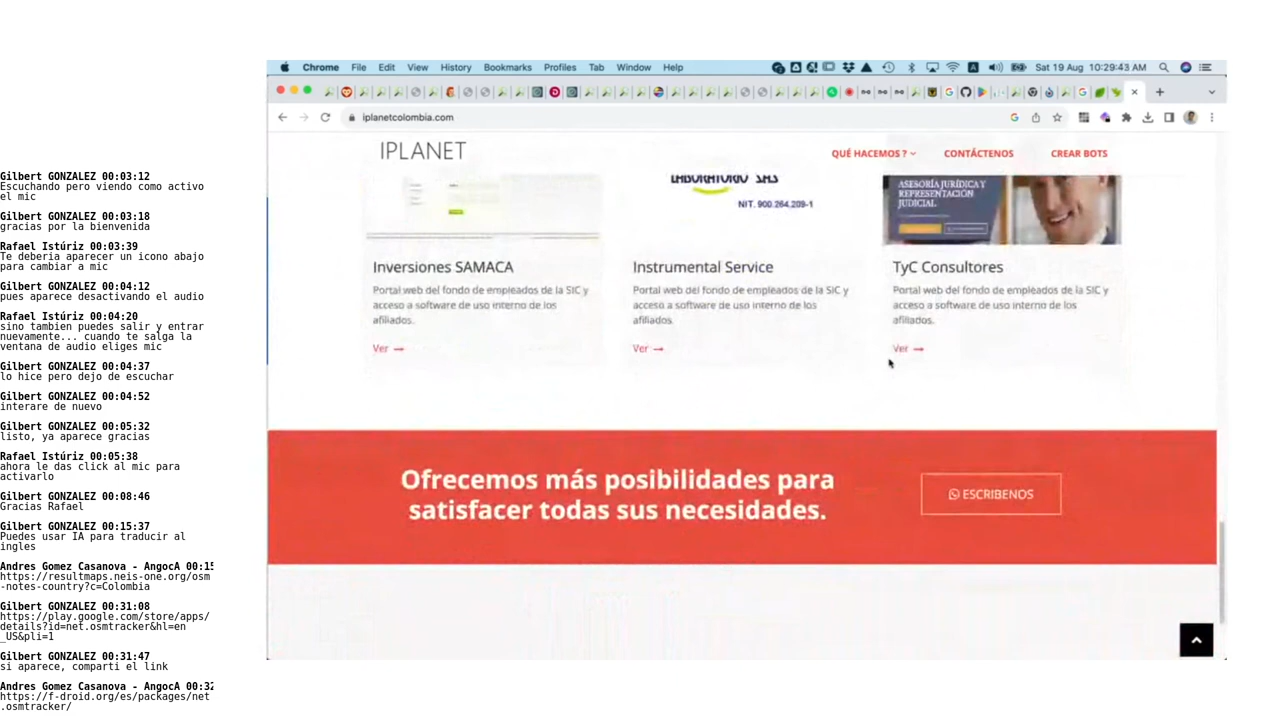 Gilbert GONZALEZ 00:03:12
Escuchando pero viendo como activo
el mic
Gilbert GONZALEZ 00:03:18
gracias por la bienvenida
Rafael Istúriz 00:03:39
Te deberia aparecer un icono abajo
para cambiar a mic
Gilbert GONZALEZ 00:04:12
pues aparece desactivando el audio
Rafael Istúriz 00:04:20
sino tambien puedes salir y entrar
nuevamente... cuando te salga la
ventana de audio eliges mic
Gilbert GONZALEZ 00:04:37
lo hice pero dejo de escuchar
Gilbert GONZALEZ 00:04:52
interare de nuevo
Gilbert GONZALEZ 00:05:32
listo, ya aparece gracias
Rafael Istúriz 00:05:38
ahora le das click al mic para
activarlo
Gilbert GONZALEZ 00:08:46
Gracias Rafael
Gilbert GONZALEZ 00:15:37
Puedes usar IA para traducir al
ingles
Andres Gomez Casanova - AngocA 00:15
https://resultmaps.neis-one.org/osm
-notes-country?c=Colombia
Gilbert GONZALEZ 00:31:08
https://play.google.com/store/apps/
details?id=net.osmtracker&hl=en
_US&pli=1
Gilbert GONZALEZ 00:31:47
si aparece, comparti el link
Andres Gomez Casanova - AngocA 00:32
https://f-droid.org/es/packages/net
.osmtracker/
Chrome File Edit View History Bookmarks Profiles Tab Window Help Sat 19 Aug 10:29:43 AM
iplanetcolombia.com
IPLANET QUÉ HACEMOS ? CONTÁCTENOS CREAR BOTS
LABORATORIO SAS
NIT. 900.264.209-1
ASESORÍA JURÍDICA Y
REPRESENTACIÓN
JUDICIAL
Inversiones SAMACA
Portal web del fondo de empleados de la SIC y
acceso a software de uso interno de los
afiliados.
Ver →
Instrumental Service
Portal web del fondo de empleados de la SIC y
acceso a software de uso interno de los
afiliados.
Ver →
TyC Consultores
Portal web del fondo de empleados de la SIC y
acceso a software de uso interno de los
afiliados.
Ver →
Ofrecemos más posibilidades para
satisfacer todas sus necesidades.
ESCRIBENOS